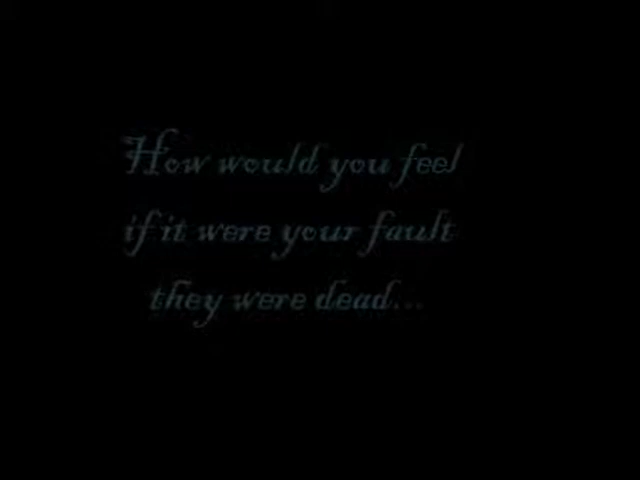 How would you feel
if it were your fault
they were dead...